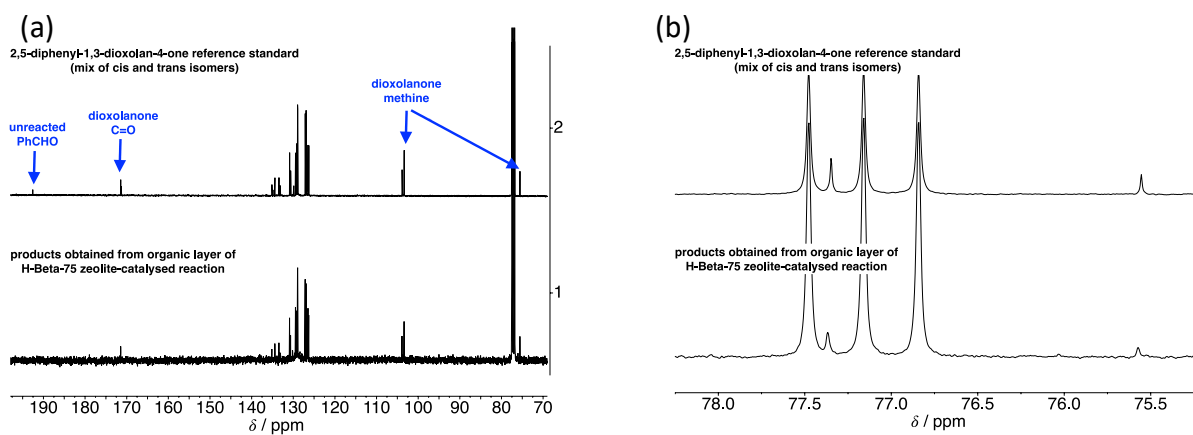 (a)
2,5-diphenyl-1,3-dioxolan-4-one reference standard
(mix of cis and trans isomers)
unreacted
PhCHO
dioxolanone
C=O
dioxolanone
methine
2
products obtained from organic layer of
H-Beta-75 zeolite-catalysed reaction
1
190 180 170 160 150 140 130 120 110 100 90 80 70
δ / ppm
(b)
2,5-diphenyl-1,3-dioxolan-4-one reference standard
(mix of cis and trans isomers)
products obtained from organic layer of
H-Beta-75 zeolite-catalysed reaction
78.0 77.5 77.0 76.5 76.0 75.5
δ / ppm